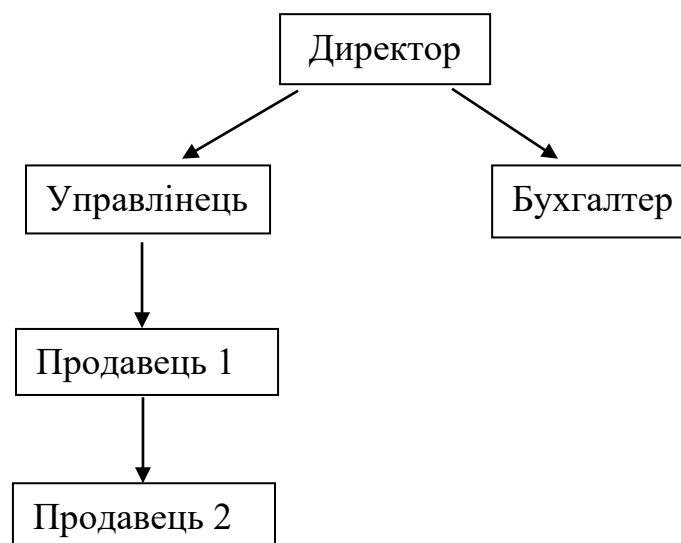 Директор
Управлінець
Бухгалтер
Продавець 1
Продавець 2